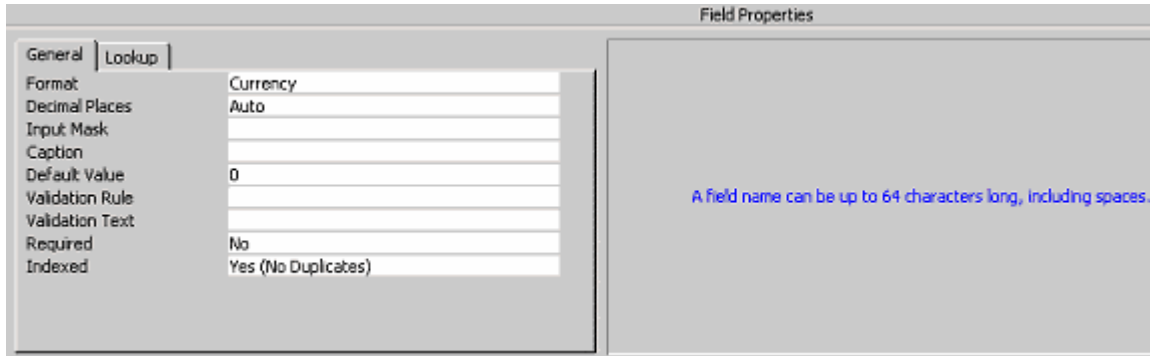 Field Properties
General Lookup
Format Currency
Decimal Places Auto
Input Mask
Caption
Default Value 0
Validation Rule
Validation Text
Required No
Indexed Yes (No Duplicates)
A field name can be up to 64 characters long, including spaces.